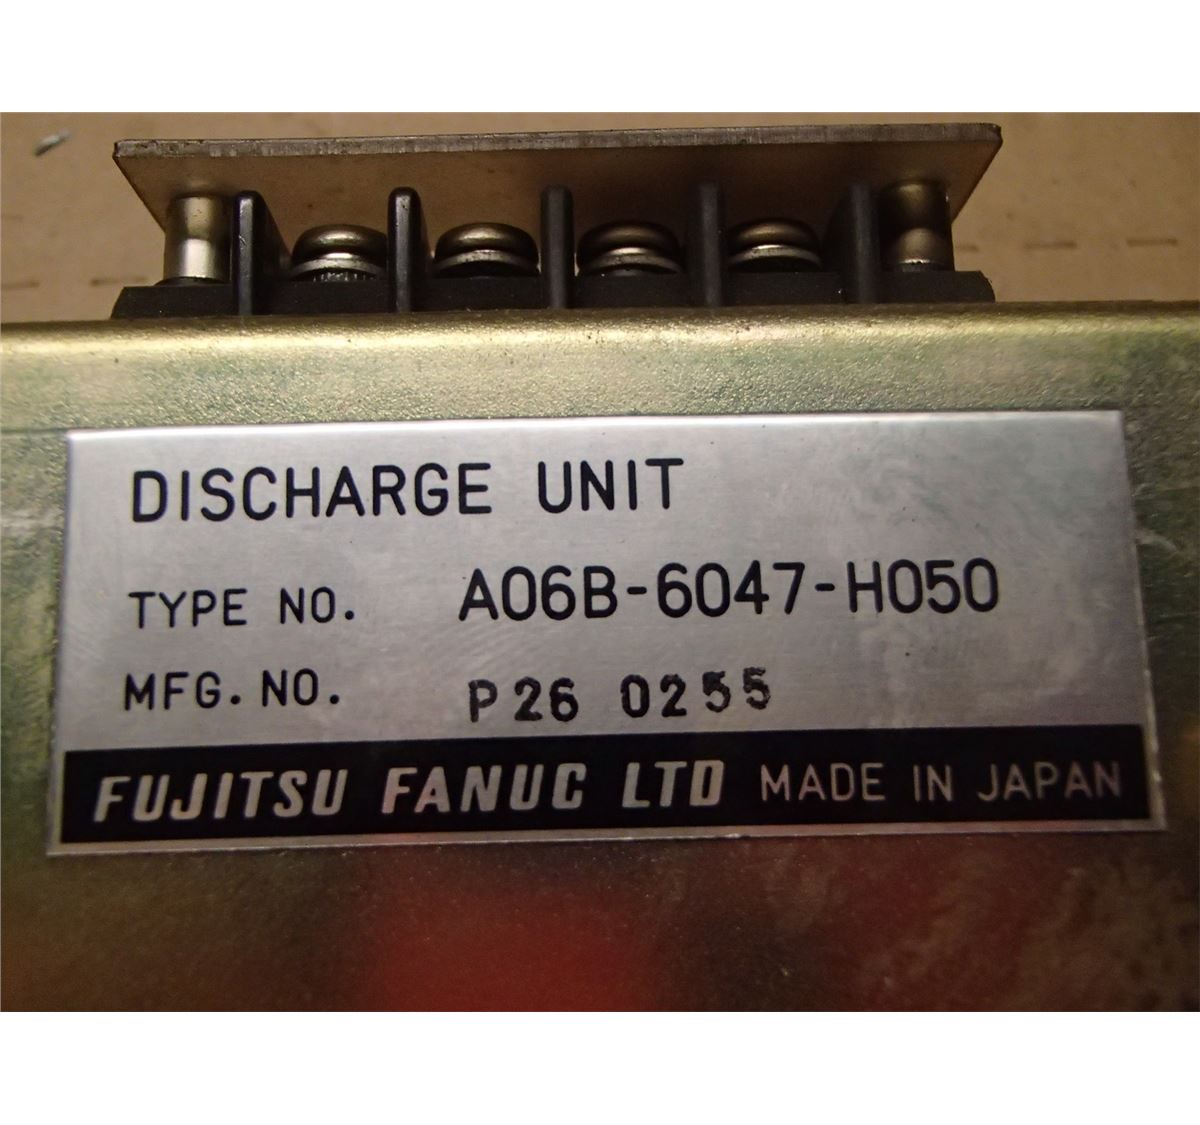 DISCHARGE UNIT
TYPE NO. A06B-6047-H050
MFG. NO. P26 0255
FUJITSU FANUC LTD MADE IN JAPAN